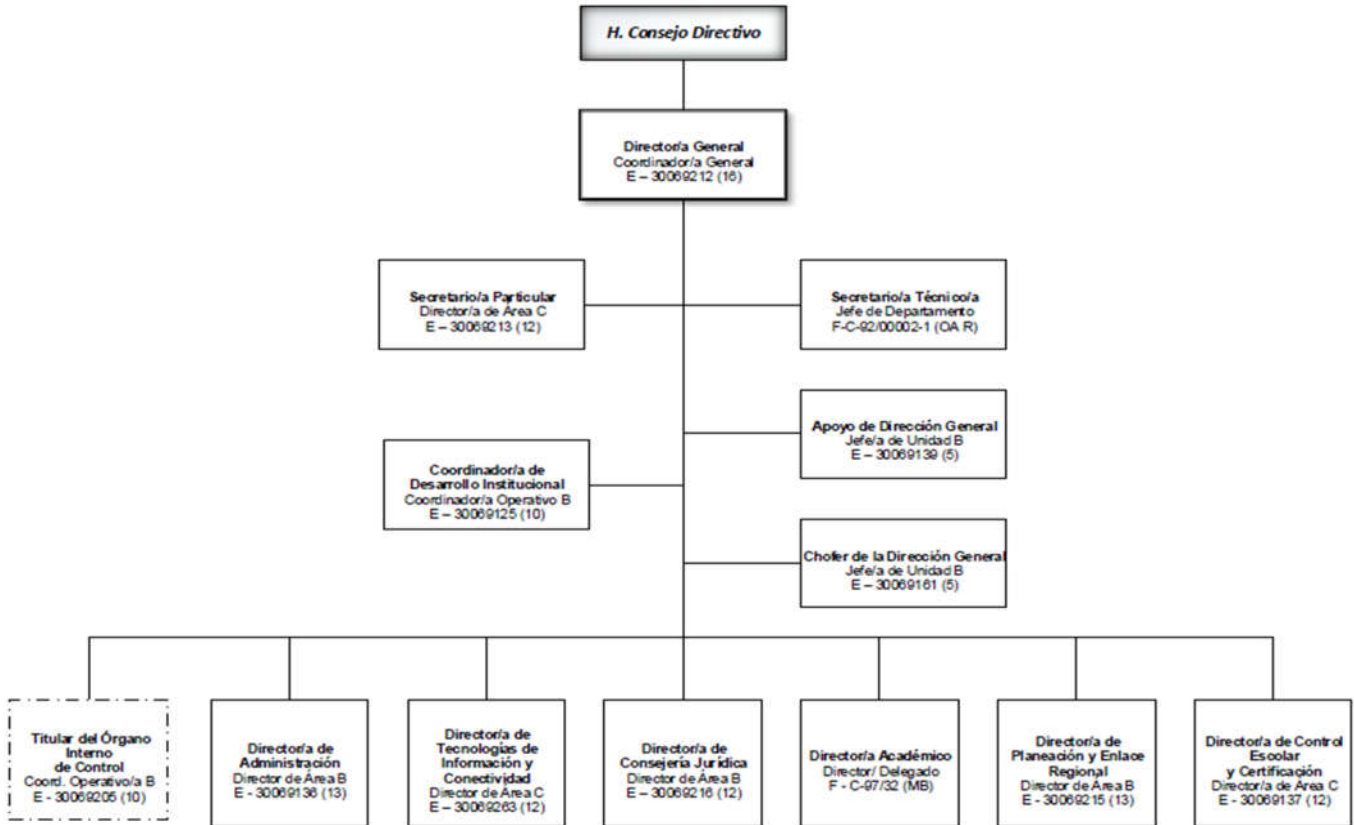 H. Consejo Directivo
Director/a General
Coordinador/a General
E – 30069212 (16)
Secretario/a Particular
Director/a de Área C
E – 30069213 (12)
Secretario/a Técnico/a
Jefe de Departamento
F-C-92/00002-1 (OA R)
Apoyo de Dirección General
Jefe/a de Unidad B
E – 30069139 (5)
Coordinador/a de
Desarrollo Institucional
Coordinador/a Operativo B
E – 30069125 (10)
Chofer de la Dirección General
Jefe/a de Unidad B
E – 30069161 (5)
Titular del Órgano
Interno
de Control
Coord. Operativo/a B
E - 30069205 (10)
Director/a de
Administración
Director de Área B
E - 30069136 (13)
Director/a de
Tecnologías de
Información y
Conectividad
Director de Área C
E – 30069263 (12)
Director/a de
Consejería Jurídica
Director de Área B
E – 30069216 (12)
Director/a Académico
Director/ Delegado
F - C-97/32 (MB)
Director/a de
Planeación y Enlace
Regional
Director de Area B
E - 30069215 (13)
Director/a de Control
Escolar
y Certificación
Director/a de Area C
E - 30069137 (12)